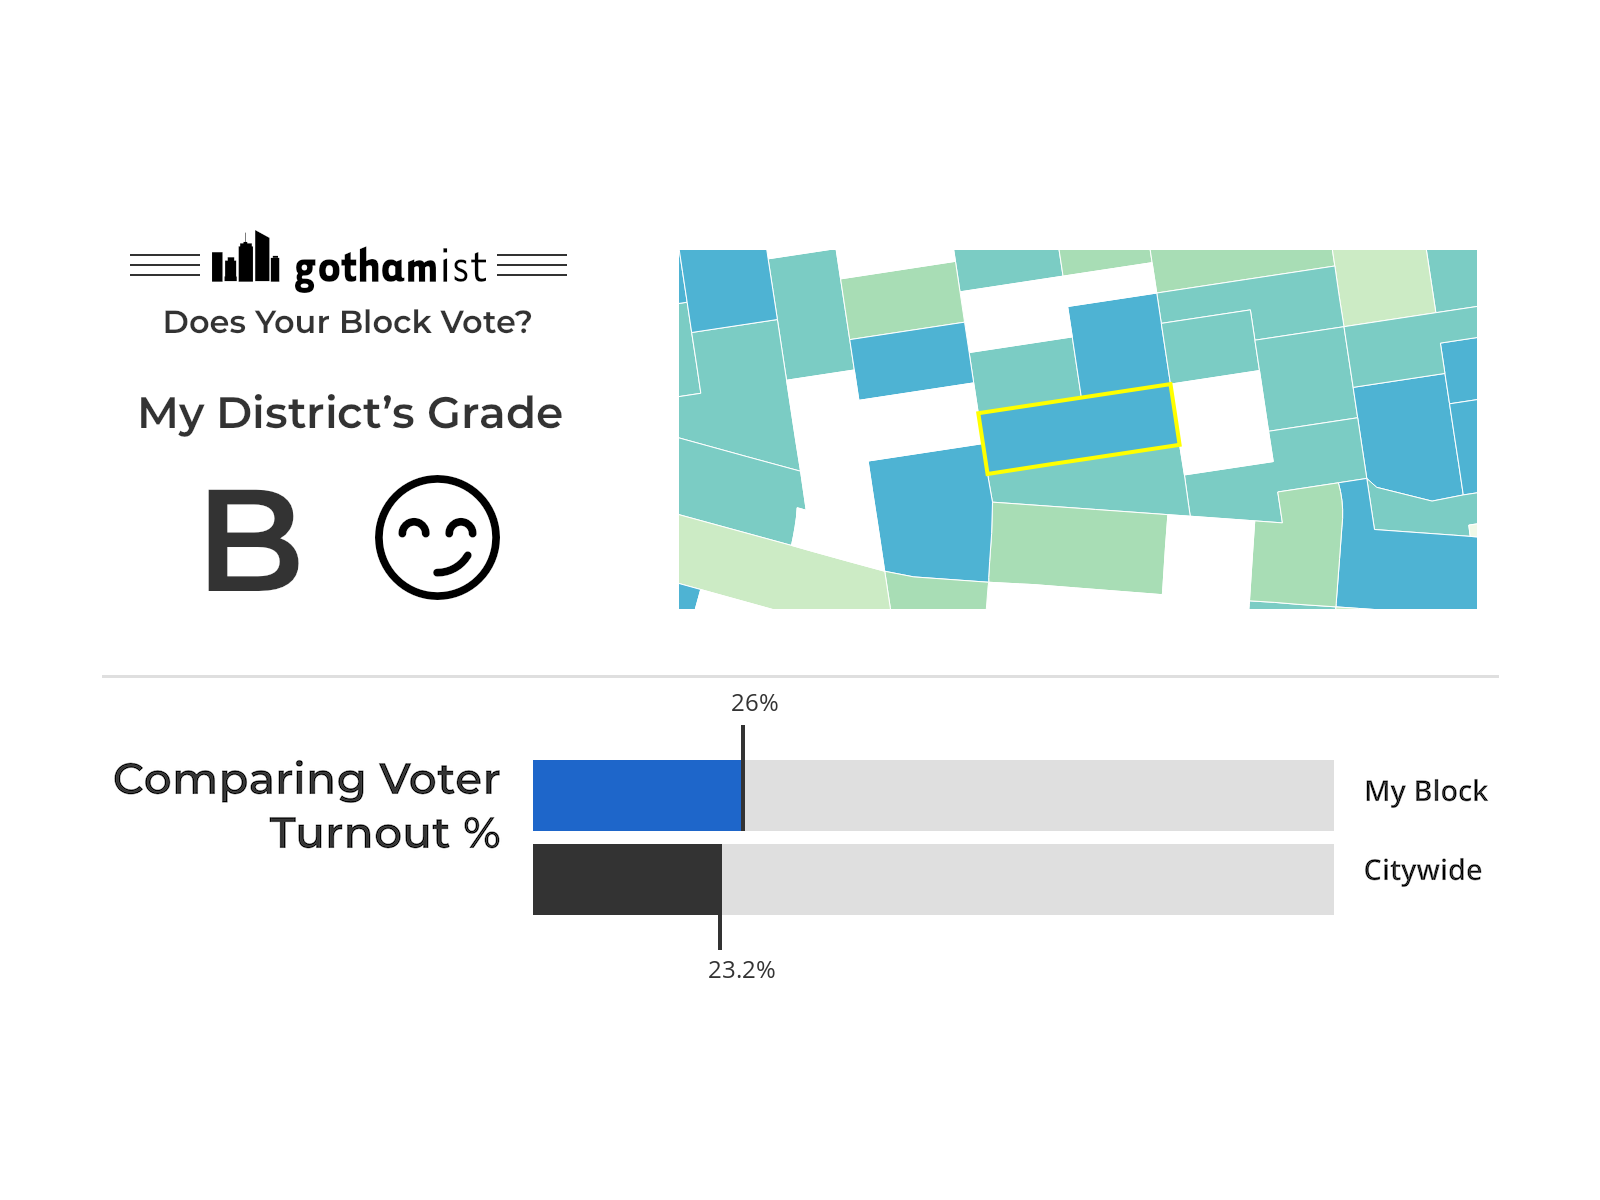 gothamist
Does Your Block Vote?
My District’s Grade
B
26%
Comparing Voter
Turnout %
My Block
Citywide
23.2%